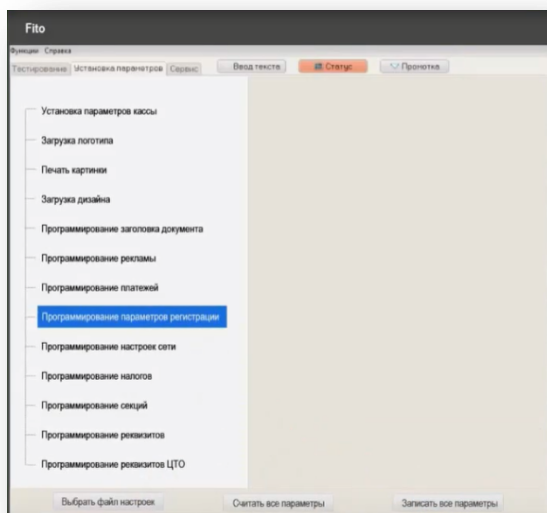 Fito
Функции Справка
Тестирование Установка параметров Сервис Ввод текста Статус Промотка
Установка параметров кассы
Загрузка логотипа
Печать картинки
Загрузка дизайна
Программирование заголовка документа
Программирование рекламы
Программирование платежей
Программирование параметров регистрации
Программирование настроек сети
Программирование налогов
Программирование секций
Программирование реквизитов
Программирование реквизитов ЦТО
Выбрать файл настроек Считать все параметры Записать все параметры